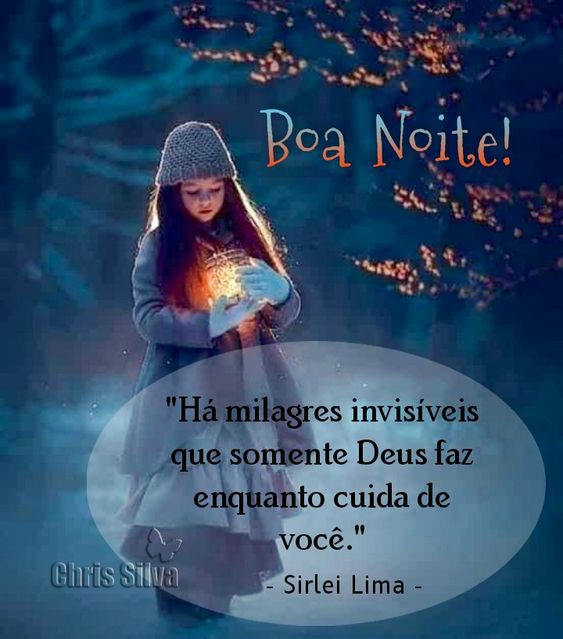 Boa Noite!
"Há milagres invisíveis
que somente Deus faz
enquanto cuida de
você."
Chris Silva
- Sirlei Lima -